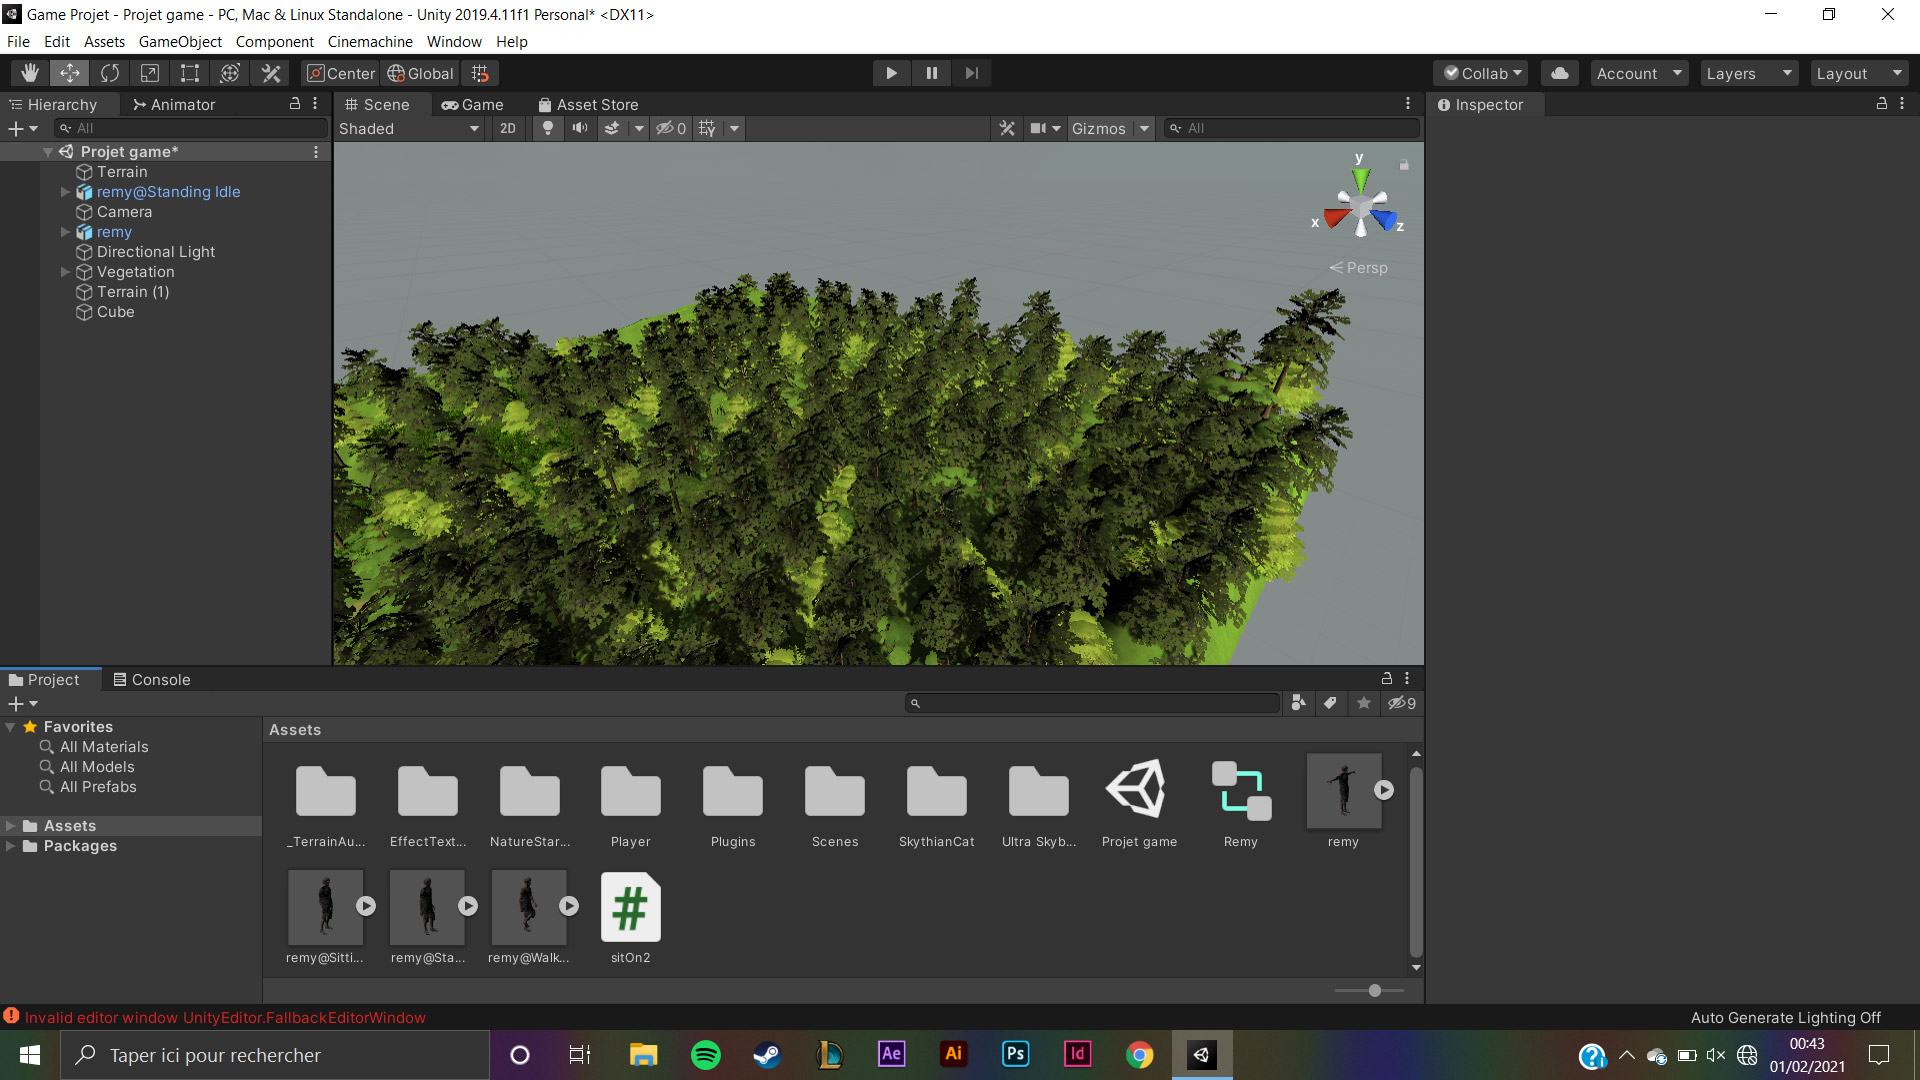 Game Projet - Projet game - PC, Mac & Linux Standalone - Unity 2019.4.11f1 Personal* <DX11>
File Edit Assets GameObject Component Cinemachine Window Help
Center Global Collab Account Layers Layout
Hierarchy Animator Scene Game Asset Store Inspector
All Shaded 2D 0 Gizmos All
Projet game*
Terrain
remy@Standing Idle
Camera
remy
Directional Light
Vegetation
Terrain (1)
Cube
y
x z
Persp
Project Console
9
Favorites
All Materials
All Models
All Prefabs
Assets
Packages
Assets
_TerrainAu... EffectText... NatureStar... Player Plugins Scenes SkythianCat Ultra Skyb... Projet game Remy remy
#
remy@Sitti... remy@Sta... remy@Walk... sitOn2
Invalid editor window UnityEditor.FallbackEditorWindow
Auto Generate Lighting Off
Taper ici pour rechercher
Ae Ai Ps Id
00:43
01/02/2021